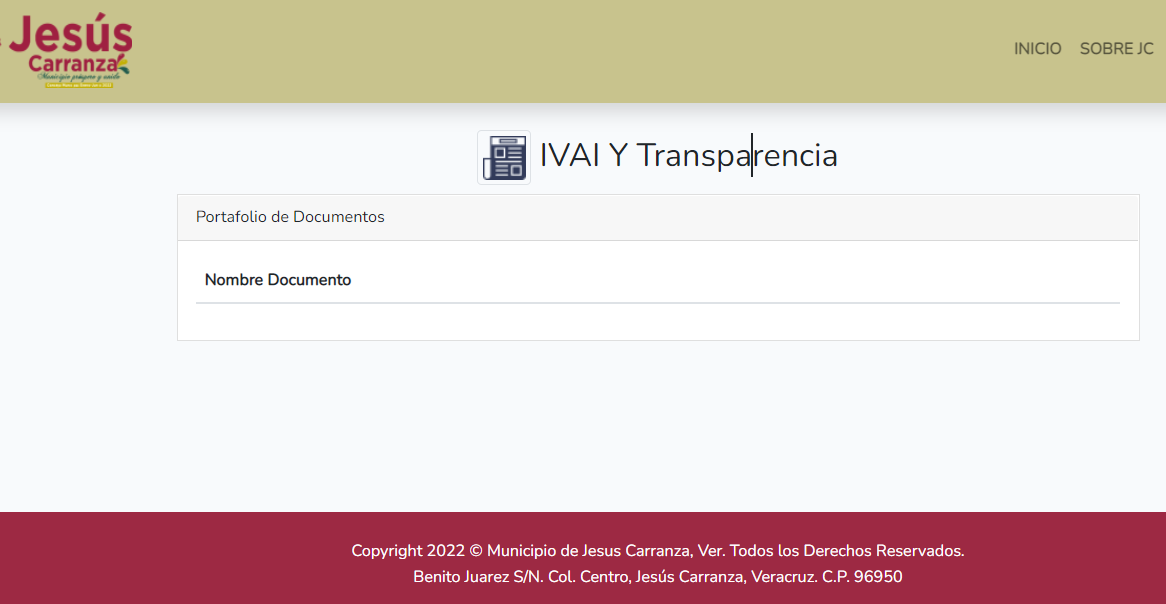 Jesús
Carranza
Municipio próspero y unido
INICIO SOBRE JC
IVAI Y Transparencia
Portafolio de Documentos
Nombre Documento
Copyright 2022 © Municipio de Jesus Carranza, Ver. Todos los Derechos Reservados.
Benito Juarez S/N. Col. Centro, Jesús Carranza, Veracruz. C.P. 96950